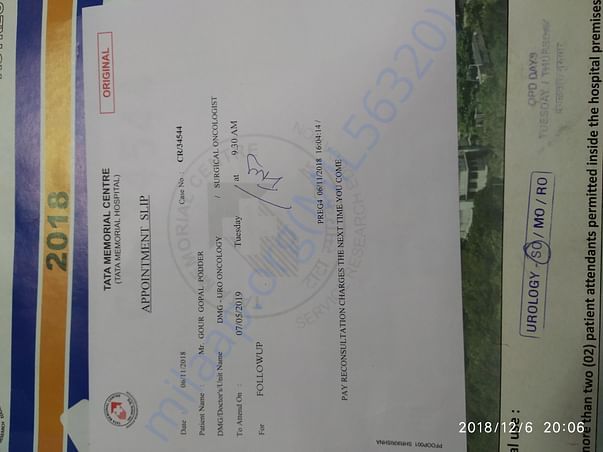 2018
ORIGINAL
TATA MEMORIAL CENTRE
(TATA MEMORIAL HOSPITAL)
APPOINTMENT SLIP
Date 06/11/2018 Case No : CR/34544
Patient Name : Mr. GOUR GOPAL PODDER
DMG/Doctor's Unit Name DMG - URO ONCOLOGY / SURGICAL ONCOLOGIST
To Attend On : 07/05/2019 Tuesday / at 9.30 AM
For FOLLOWUP
PREG4 06/11/2018 16:04:14 /
PAY RECONSULTATION CHARGES THE NEXT TIME YOU COME
PFOOP001 SHRIKRISHNA
OPD DAYS
TUESDAY / THURSDAY
UROLOGY - SO / MO / RO
al use :
more than two (02) patient attendants permitted inside the hospital premises
2018/12/6 20:06